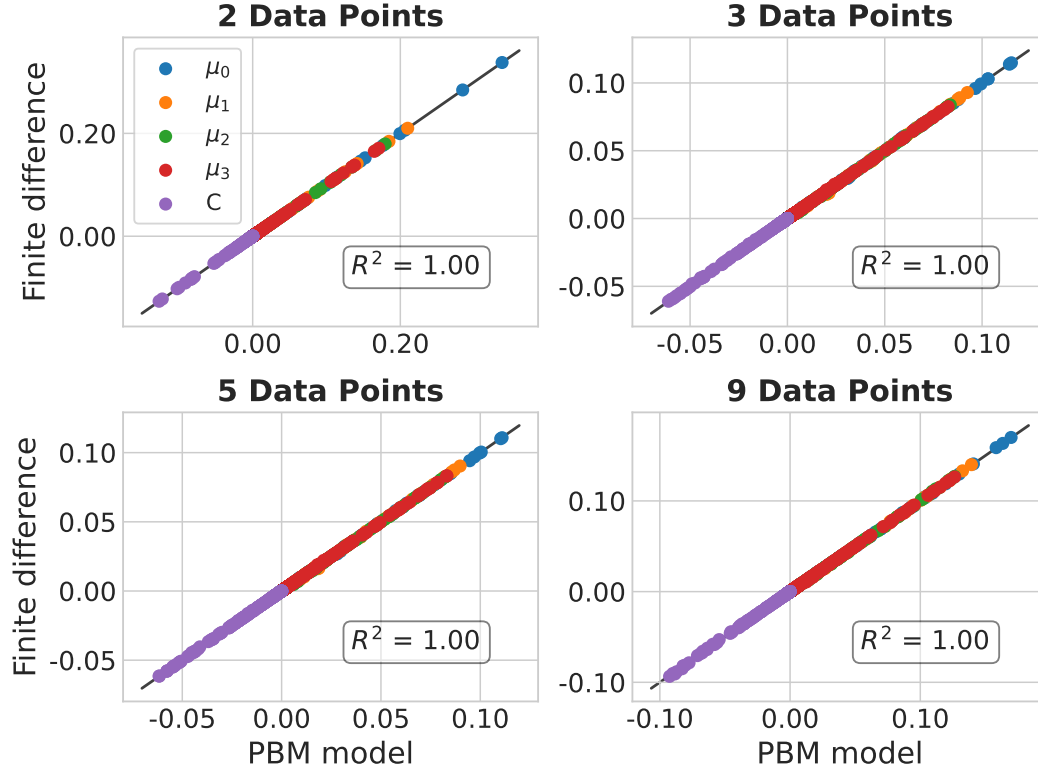 2 Data Points
3 Data Points
Finite difference
0.20
0.00
μ0
μ1
μ2
μ3
C
R² = 1.00
0.00
0.20
0.10
0.05
0.00
-0.05
R² = 1.00
-0.05
0.00
0.05
0.10
5 Data Points
9 Data Points
Finite difference
0.10
0.05
0.00
-0.05
R² = 1.00
-0.05
0.00
0.05
0.10
PBM model
0.10
0.00
-0.10
R² = 1.00
-0.10
0.00
0.10
PBM model